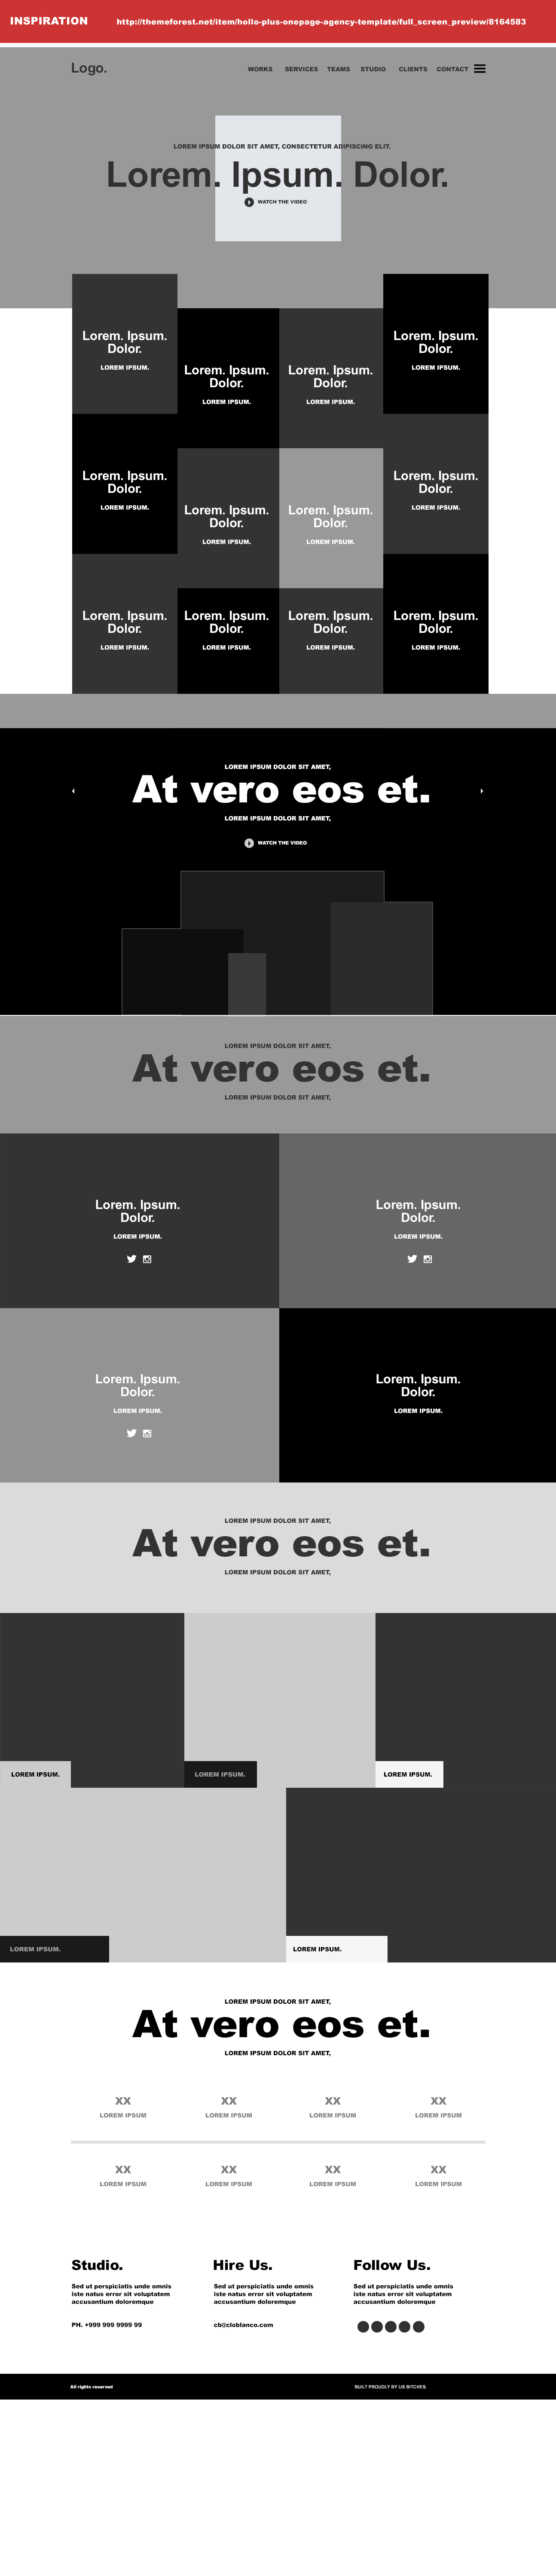 INSPIRATION
http://themeforest.net/item/hollo-plus-onepage-agency-template/full_screen_preview/8164583
Logo.
WORKS SERVICES TEAMS STUDIO CLIENTS CONTACT
LOREM IPSUM DOLOR SIT AMET, CONSECTETUR ADIPISCING ELIT.
Lorem. Ipsum. Dolor.
WATCH THE VIDEO
Lorem. Ipsum.
Dolor.
LOREM IPSUM.
Lorem. Ipsum.
Dolor.
LOREM IPSUM.
Lorem. Ipsum.
Dolor.
LOREM IPSUM.
Lorem. Ipsum.
Dolor.
LOREM IPSUM.
Lorem. Ipsum.
Dolor.
LOREM IPSUM.
Lorem. Ipsum.
Dolor.
LOREM IPSUM.
Lorem. Ipsum.
Dolor.
LOREM IPSUM.
Lorem. Ipsum.
Dolor.
LOREM IPSUM.
Lorem. Ipsum.
Dolor.
LOREM IPSUM.
Lorem. Ipsum.
Dolor.
LOREM IPSUM.
Lorem. Ipsum.
Dolor.
LOREM IPSUM.
Lorem. Ipsum.
Dolor.
LOREM IPSUM.
LOREM IPSUM DOLOR SIT AMET,
At vero eos et.
LOREM IPSUM DOLOR SIT AMET,
WATCH THE VIDEO
LOREM IPSUM DOLOR SIT AMET,
At vero eos et.
LOREM IPSUM DOLOR SIT AMET,
Lorem. Ipsum.
Dolor.
LOREM IPSUM.
Lorem. Ipsum.
Dolor.
LOREM IPSUM.
Lorem. Ipsum.
Dolor.
LOREM IPSUM.
Lorem. Ipsum.
Dolor.
LOREM IPSUM.
LOREM IPSUM DOLOR SIT AMET,
At vero eos et.
LOREM IPSUM DOLOR SIT AMET,
LOREM IPSUM.
LOREM IPSUM.
LOREM IPSUM.
LOREM IPSUM.
LOREM IPSUM.
LOREM IPSUM DOLOR SIT AMET,
At vero eos et.
LOREM IPSUM DOLOR SIT AMET,
XX XX XX XX
LOREM IPSUM LOREM IPSUM LOREM IPSUM LOREM IPSUM
XX XX XX XX
LOREM IPSUM LOREM IPSUM LOREM IPSUM LOREM IPSUM
Studio.
Sed ut perspiciatis unde omnis
iste natus error sit voluptatem
accusantium doloremque
PH. +999 999 9999 99
Hire Us.
Sed ut perspiciatis unde omnis
iste natus error sit voluptatem
accusantium doloremque
cb@cloblanco.com
Follow Us.
Sed ut perspiciatis unde omnis
iste natus error sit voluptatem
accusantium doloremque
All rights reserved
BUILT PROUDLY BY US BITCHES.